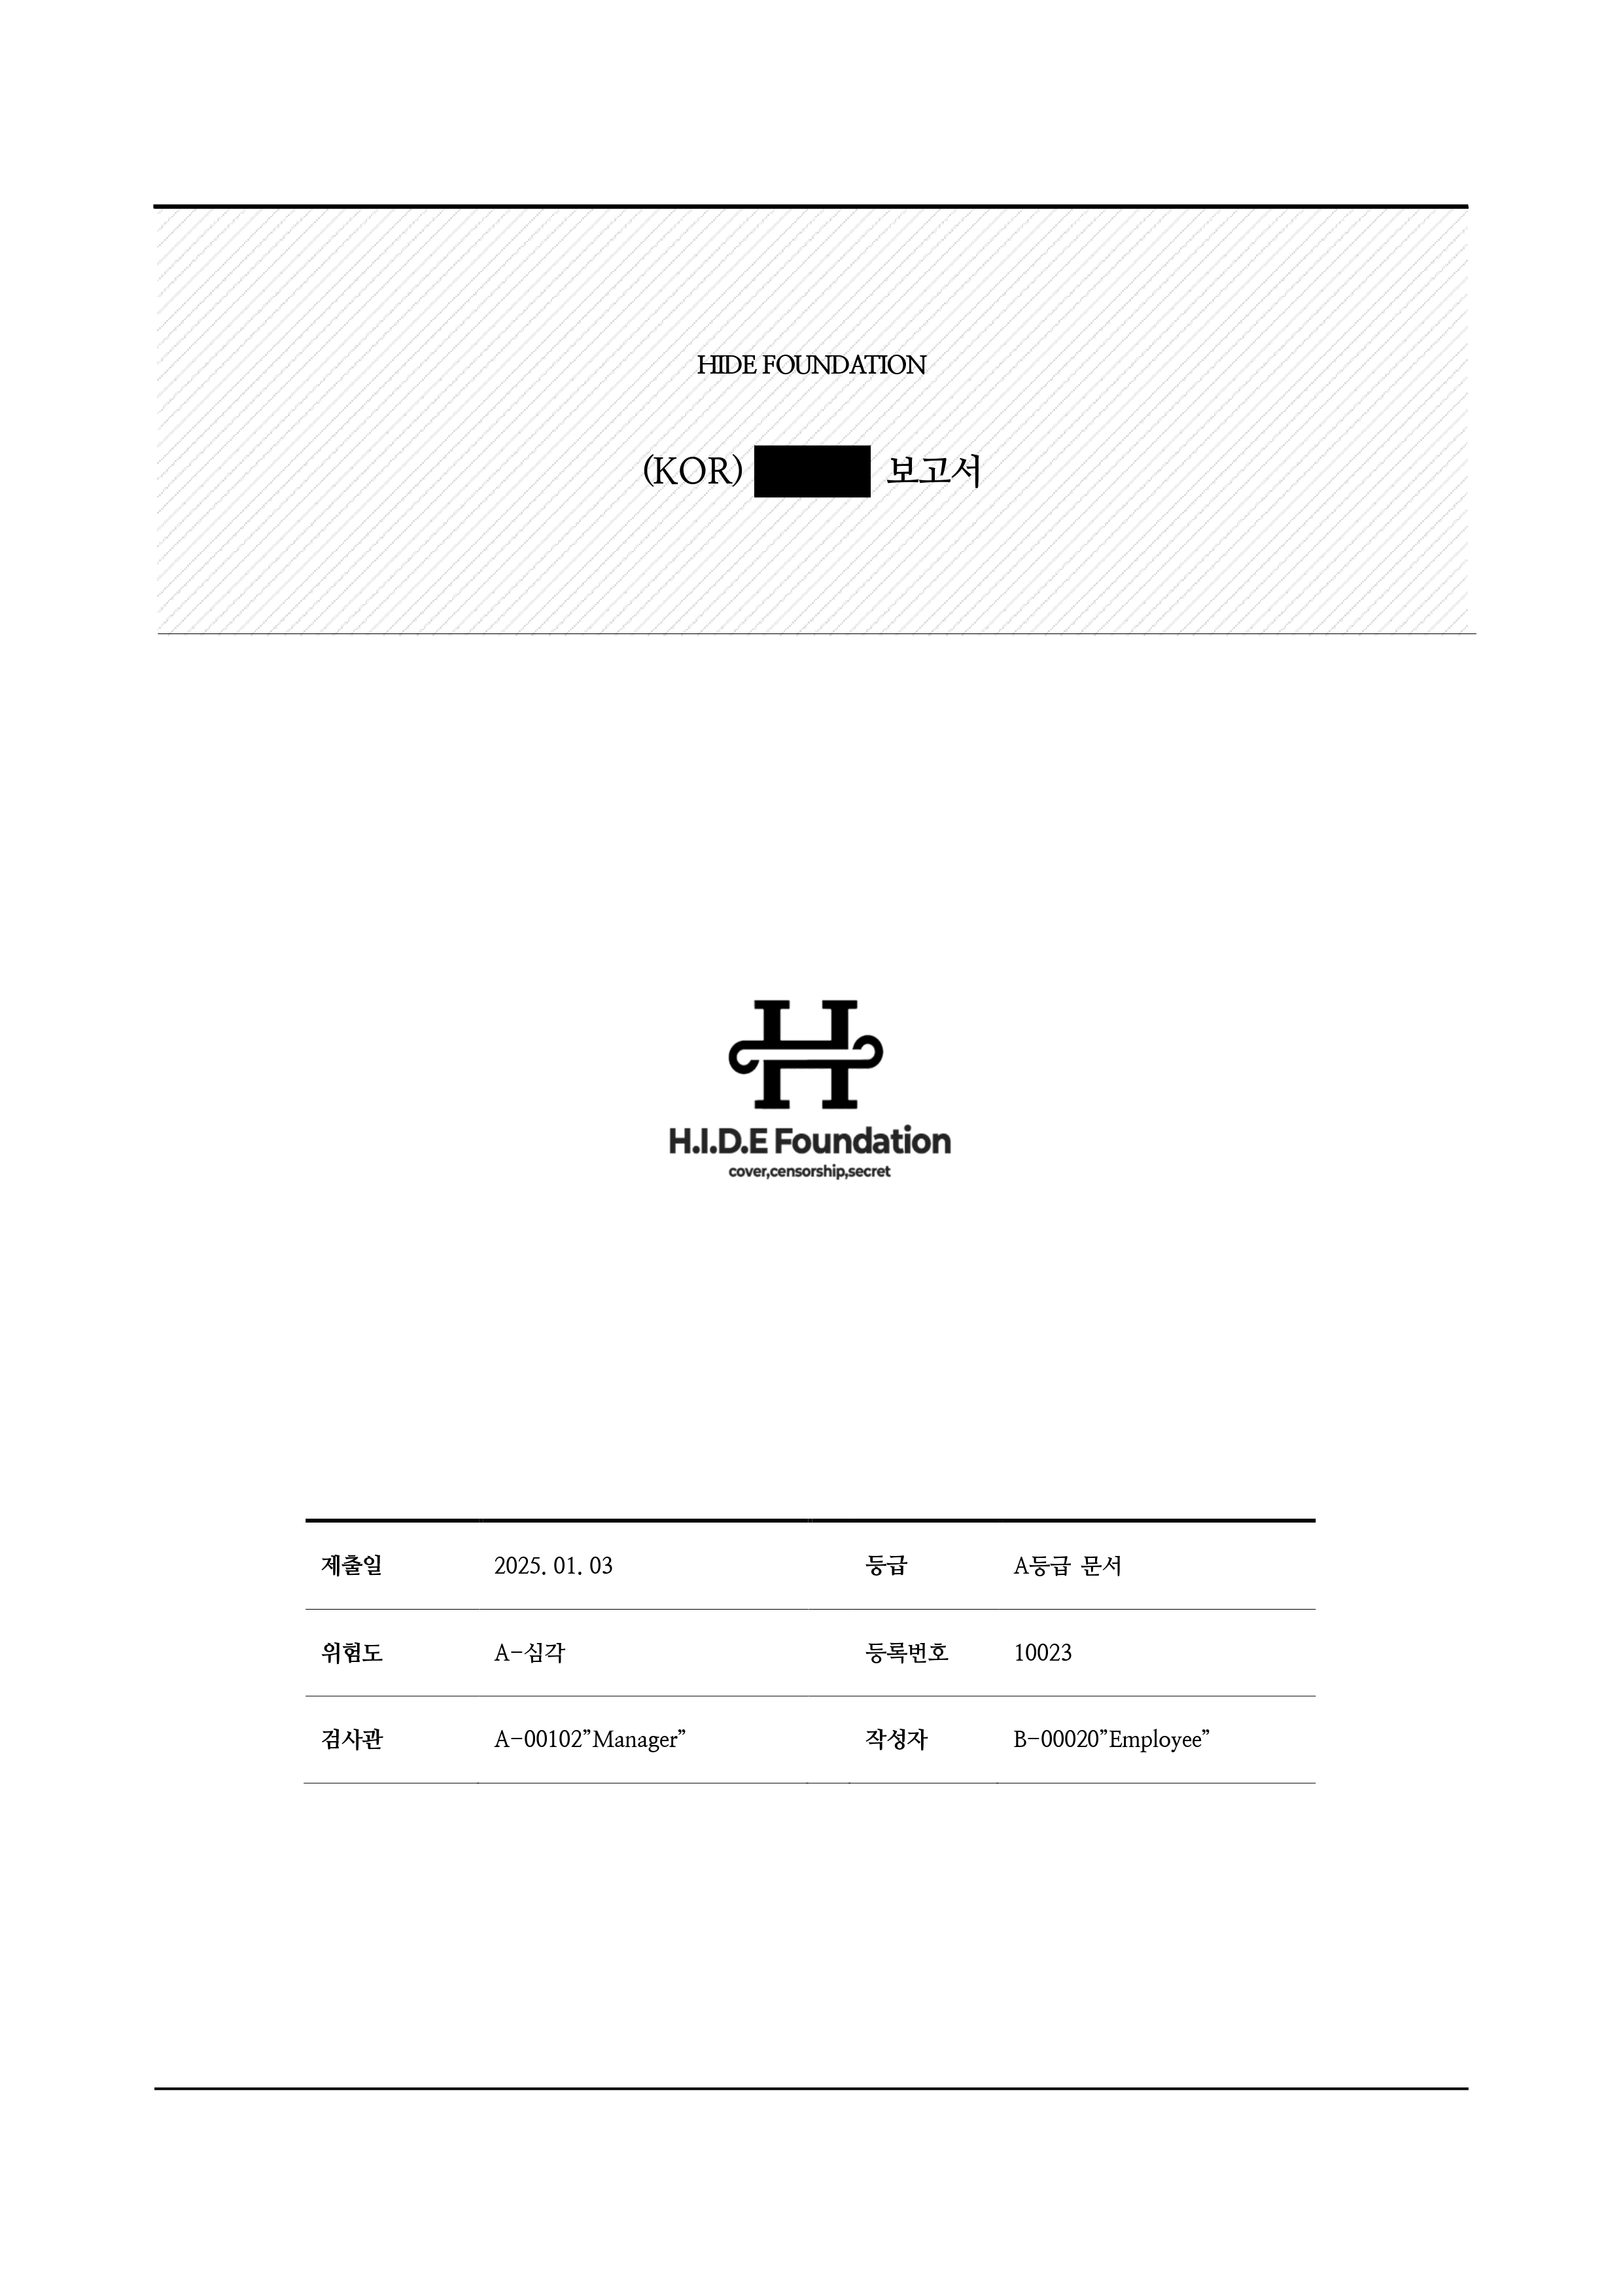 HIDE FOUNDATION
(KOR) 보고서
H
H.I.D.E Foundation
cover,censorship,secret
제출일 2025. 01. 03 등급 A등급 문서
위험도 A-심각 등록번호 10023
검사관 A-00102”Manager” 작성자 B-00020”Employee”